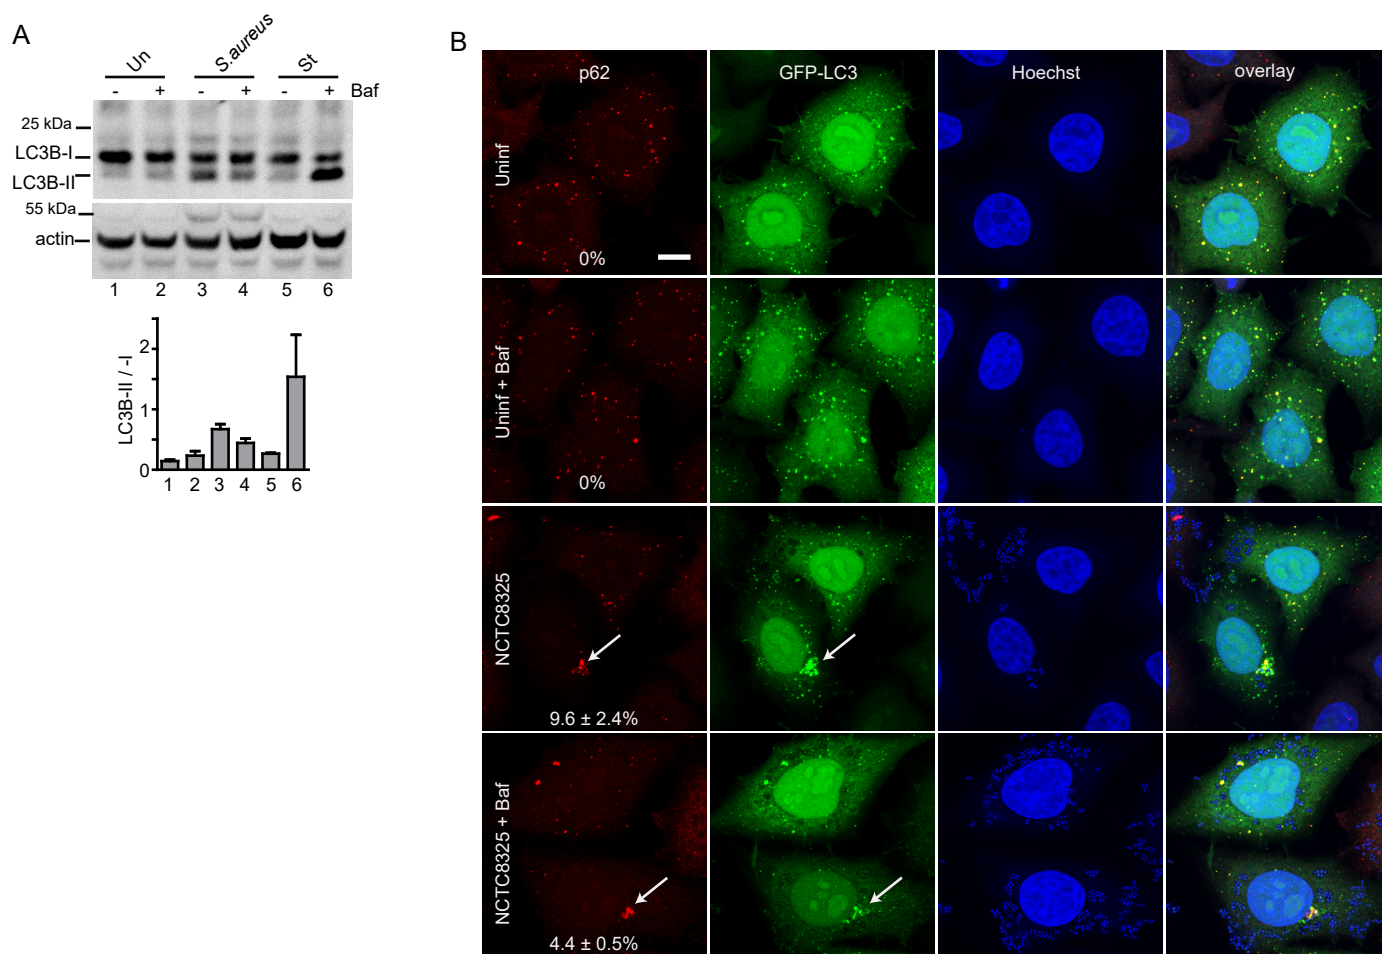 A
Un
S.aureus
St
- + - + - + Baf
25 kDa
LC3B-I
LC3B-II
55 kDa
actin
1 2 3 4 5 6
LC3B-II / -I
2
1
0
1 2 3 4 5 6
B
p62 GFP-LC3 Hoechst overlay
Uninf
0%
Uninf + Baf
0%
NCTC8325
9.6 ± 2.4%
NCTC8325 + Baf
4.4 ± 0.5%